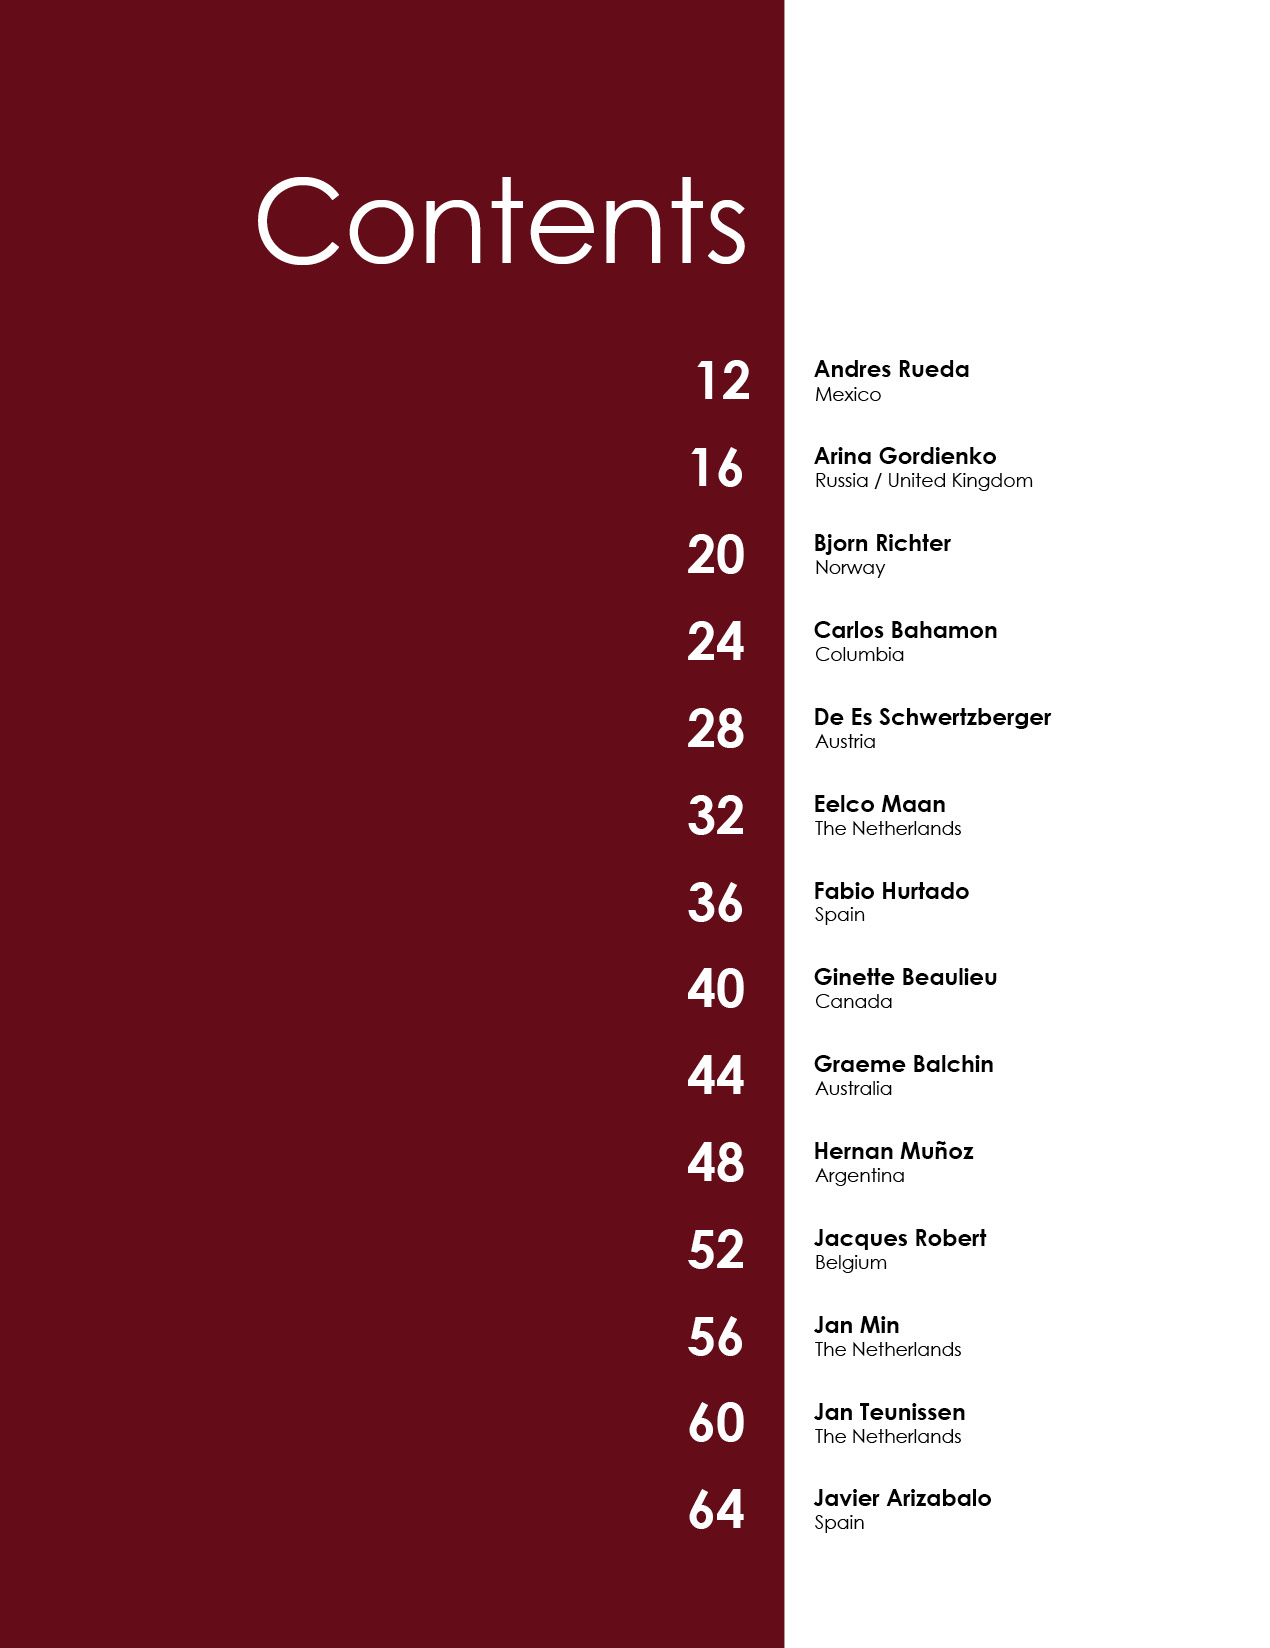 Contents
12
Andres Rueda
Mexico
16
Arina Gordienko
Russia / United Kingdom
20
Bjorn Richter
Norway
24
Carlos Bahamon
Columbia
28
De Es Schwertzberger
Austria
32
Eelco Maan
The Netherlands
36
Fabio Hurtado
Spain
40
Ginette Beaulieu
Canada
44
Graeme Balchin
Australia
48
Hernan Muñoz
Argentina
52
Jacques Robert
Belgium
56
Jan Min
The Netherlands
60
Jan Teunissen
The Netherlands
64
Javier Arizabalo
Spain